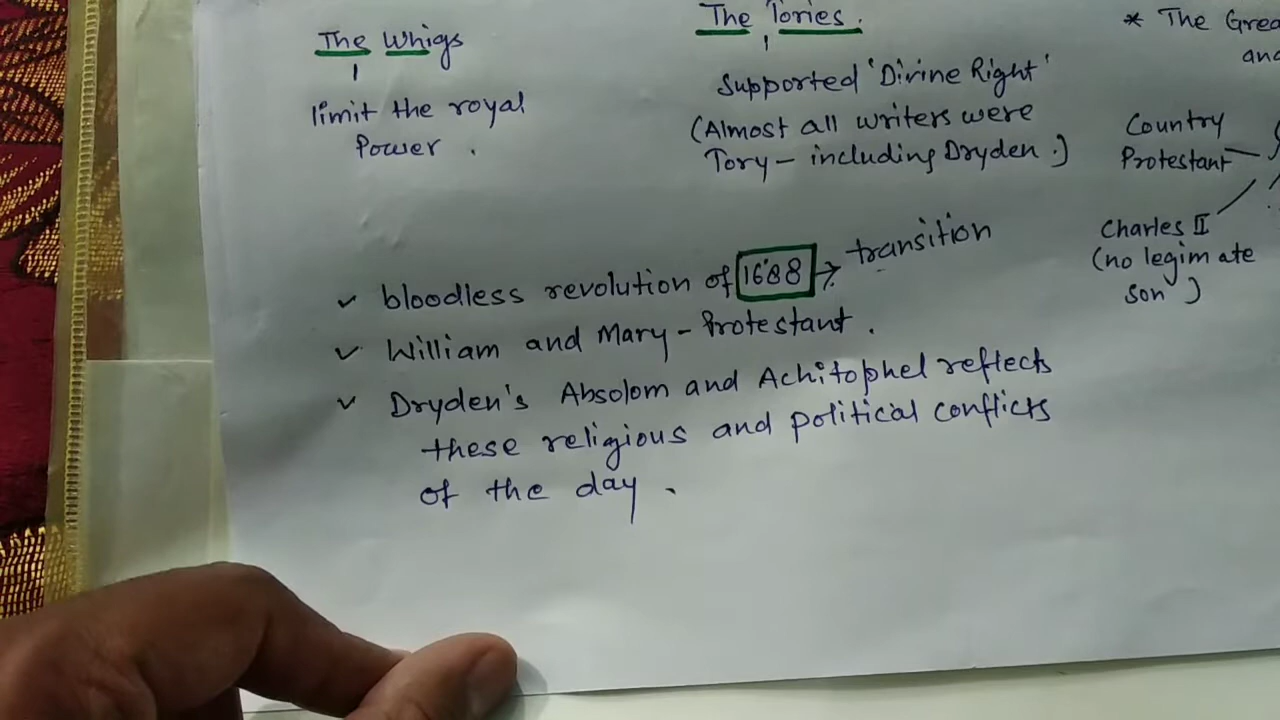 The Whigs
limit the royal
Power .
The Tories .
Supported 'Divine Right'
(Almost all writers were
Tory - including Dryden .)
* The
and
Country
Protestant
Charles II
(no legim ate
son )
✓ bloodless revolution of 1688 → transition
✓ William and Mary - Protestant .
✓ Dryden's Absolom and Achitophel reflects
these religious and political conflicts
of the day .